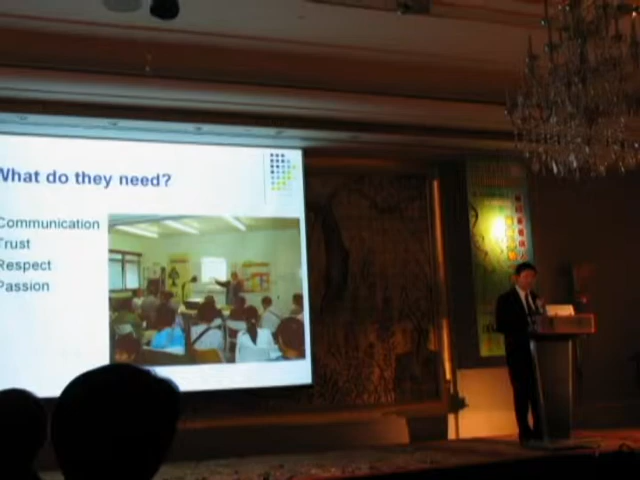 What do they need?
Communication
Trust
Respect
Passion